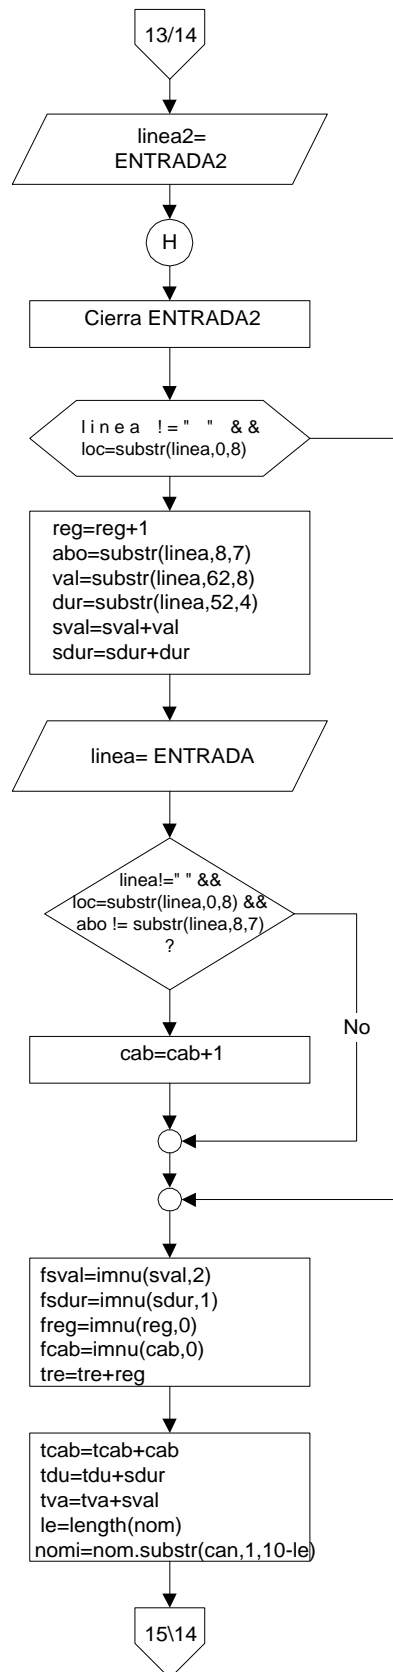 13/14
linea2=
ENTRADA2
H
Cierra ENTRADA2
linea !=" " &&
loc=substr(linea,0,8)
reg=reg+1
abo=substr(linea,8,7)
val=substr(linea,62,8)
dur=substr(linea,52,4)
sval=sval+val
sdur=sdur+dur
linea= ENTRADA
linea!=" " &&
loc=substr(linea,0,8) &&
abo != substr(linea,8,7)
?
No
cab=cab+1
fsval=imnu(sval,2)
fsdur=imnu(sdur,1)
freg=imnu(reg,0)
fcab=imnu(cab,0)
tre=tre+reg
tcab=tcab+cab
tdu=tdu+sdur
tva=tva+sval
le=length(nom)
nomi=nom.substr(can,1,10-le)
15\14